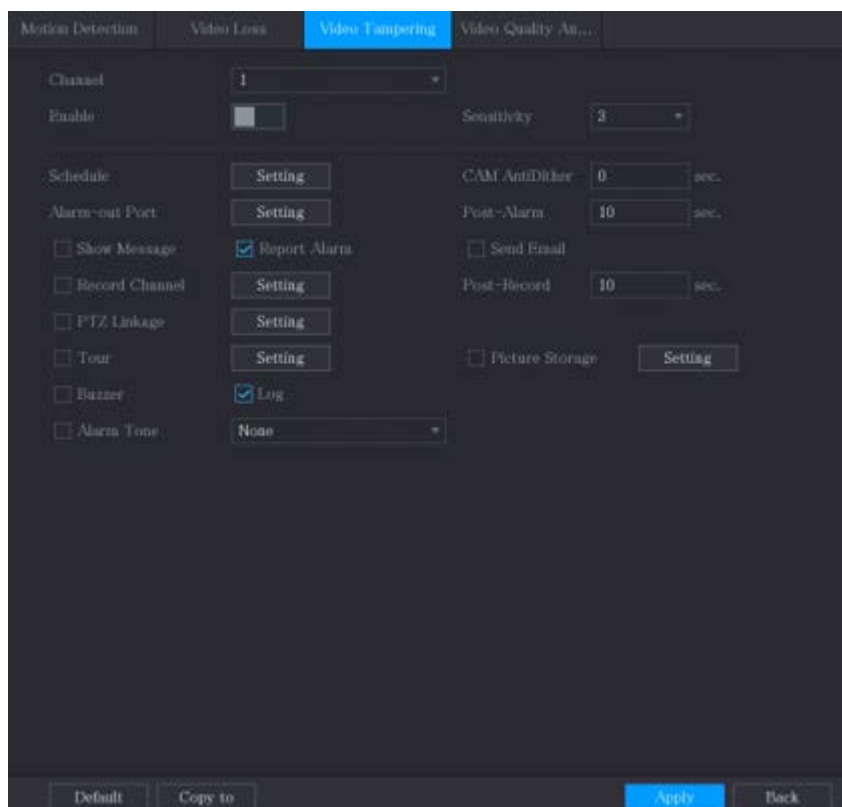 Motion Detection Video Loss Video Tampering Video Quality An...
Channel 1
Enable Sensitivity 3
Schedule Setting CAM AntiDither 0 sec.
Alarm-out Port Setting Post-Alarm 10 sec.
Show Message Report Alarm Send Email
Record Channel Setting Post-Record 10 sec.
PTZ Linkage Setting
Tour Setting Picture Storage Setting
Buzzer Log
Alarm Tone None
Default Copy to Apply Back